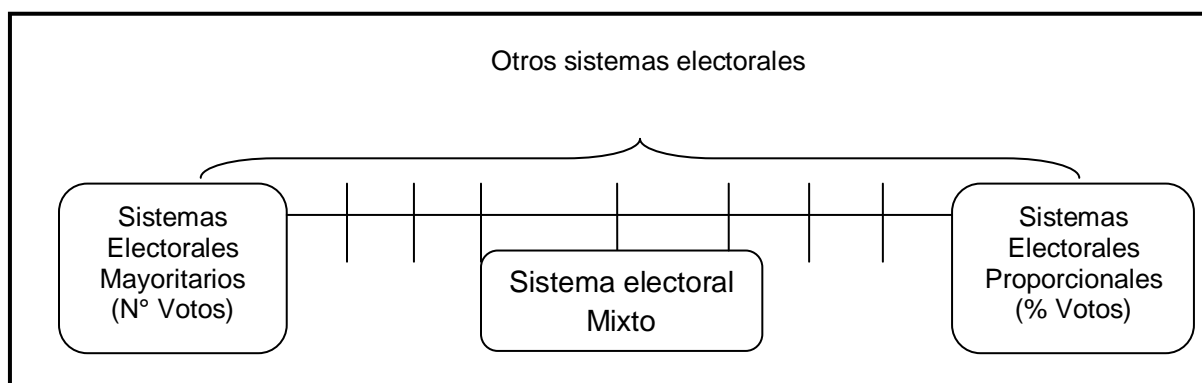 Otros sistemas electorales
Sistemas
Electorales
Mayoritarios
(N° Votos)
Sistema electoral
Mixto
Sistemas
Electorales
Proporcionales
(% Votos)